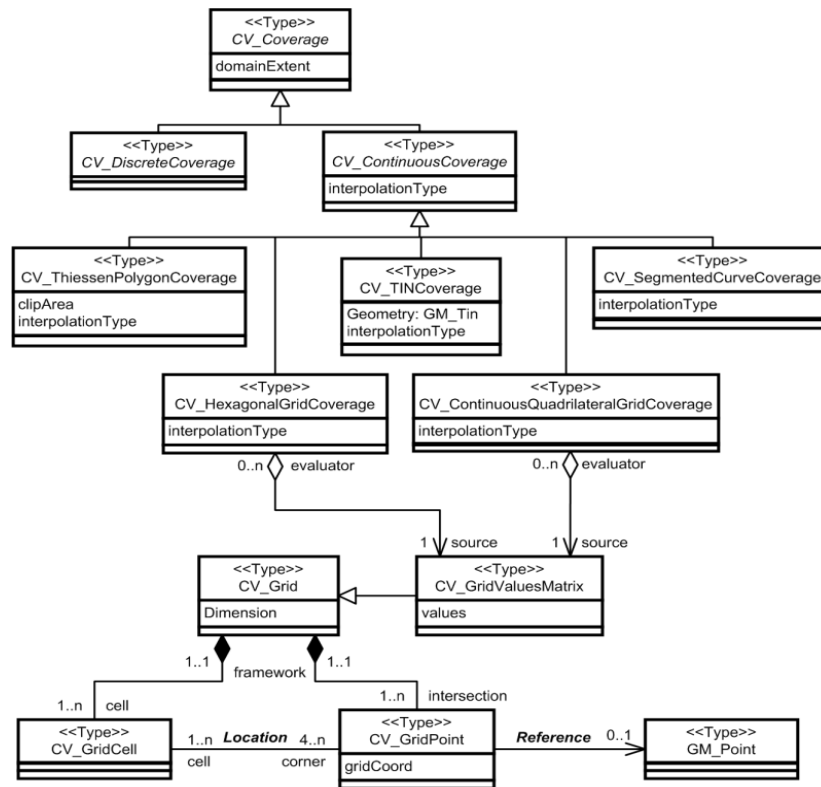 <<Type>>
CV_Coverage
domainExtent
<<Type>>
CV_DiscreteCoverage
<<Type>>
CV_ContinuousCoverage
interpolationType
<<Type>>
CV_ThiessenPolygonCoverage
clipArea
interpolationType
<<Type>>
CV_TINCoverage
Geometry: GM_Tin
interpolationType
<<Type>>
CV_SegmentedCurveCoverage
interpolationType
<<Type>>
CV_HexagonalGridCoverage
interpolationType
<<Type>>
CV_ContinuousQuadrilateralGridCoverage
interpolationType
0..n evaluator
0..n evaluator
1 source
1 source
<<Type>>
CV_Grid
Dimension
<<Type>>
CV_GridValuesMatrix
values
1..1 framework 1..1
1..n cell
1..n intersection
<<Type>>
CV_GridCell
1..n Location 4..n
cell corner
<<Type>>
CV_GridPoint
gridCoord
Reference 0..1
<<Type>>
GM_Point